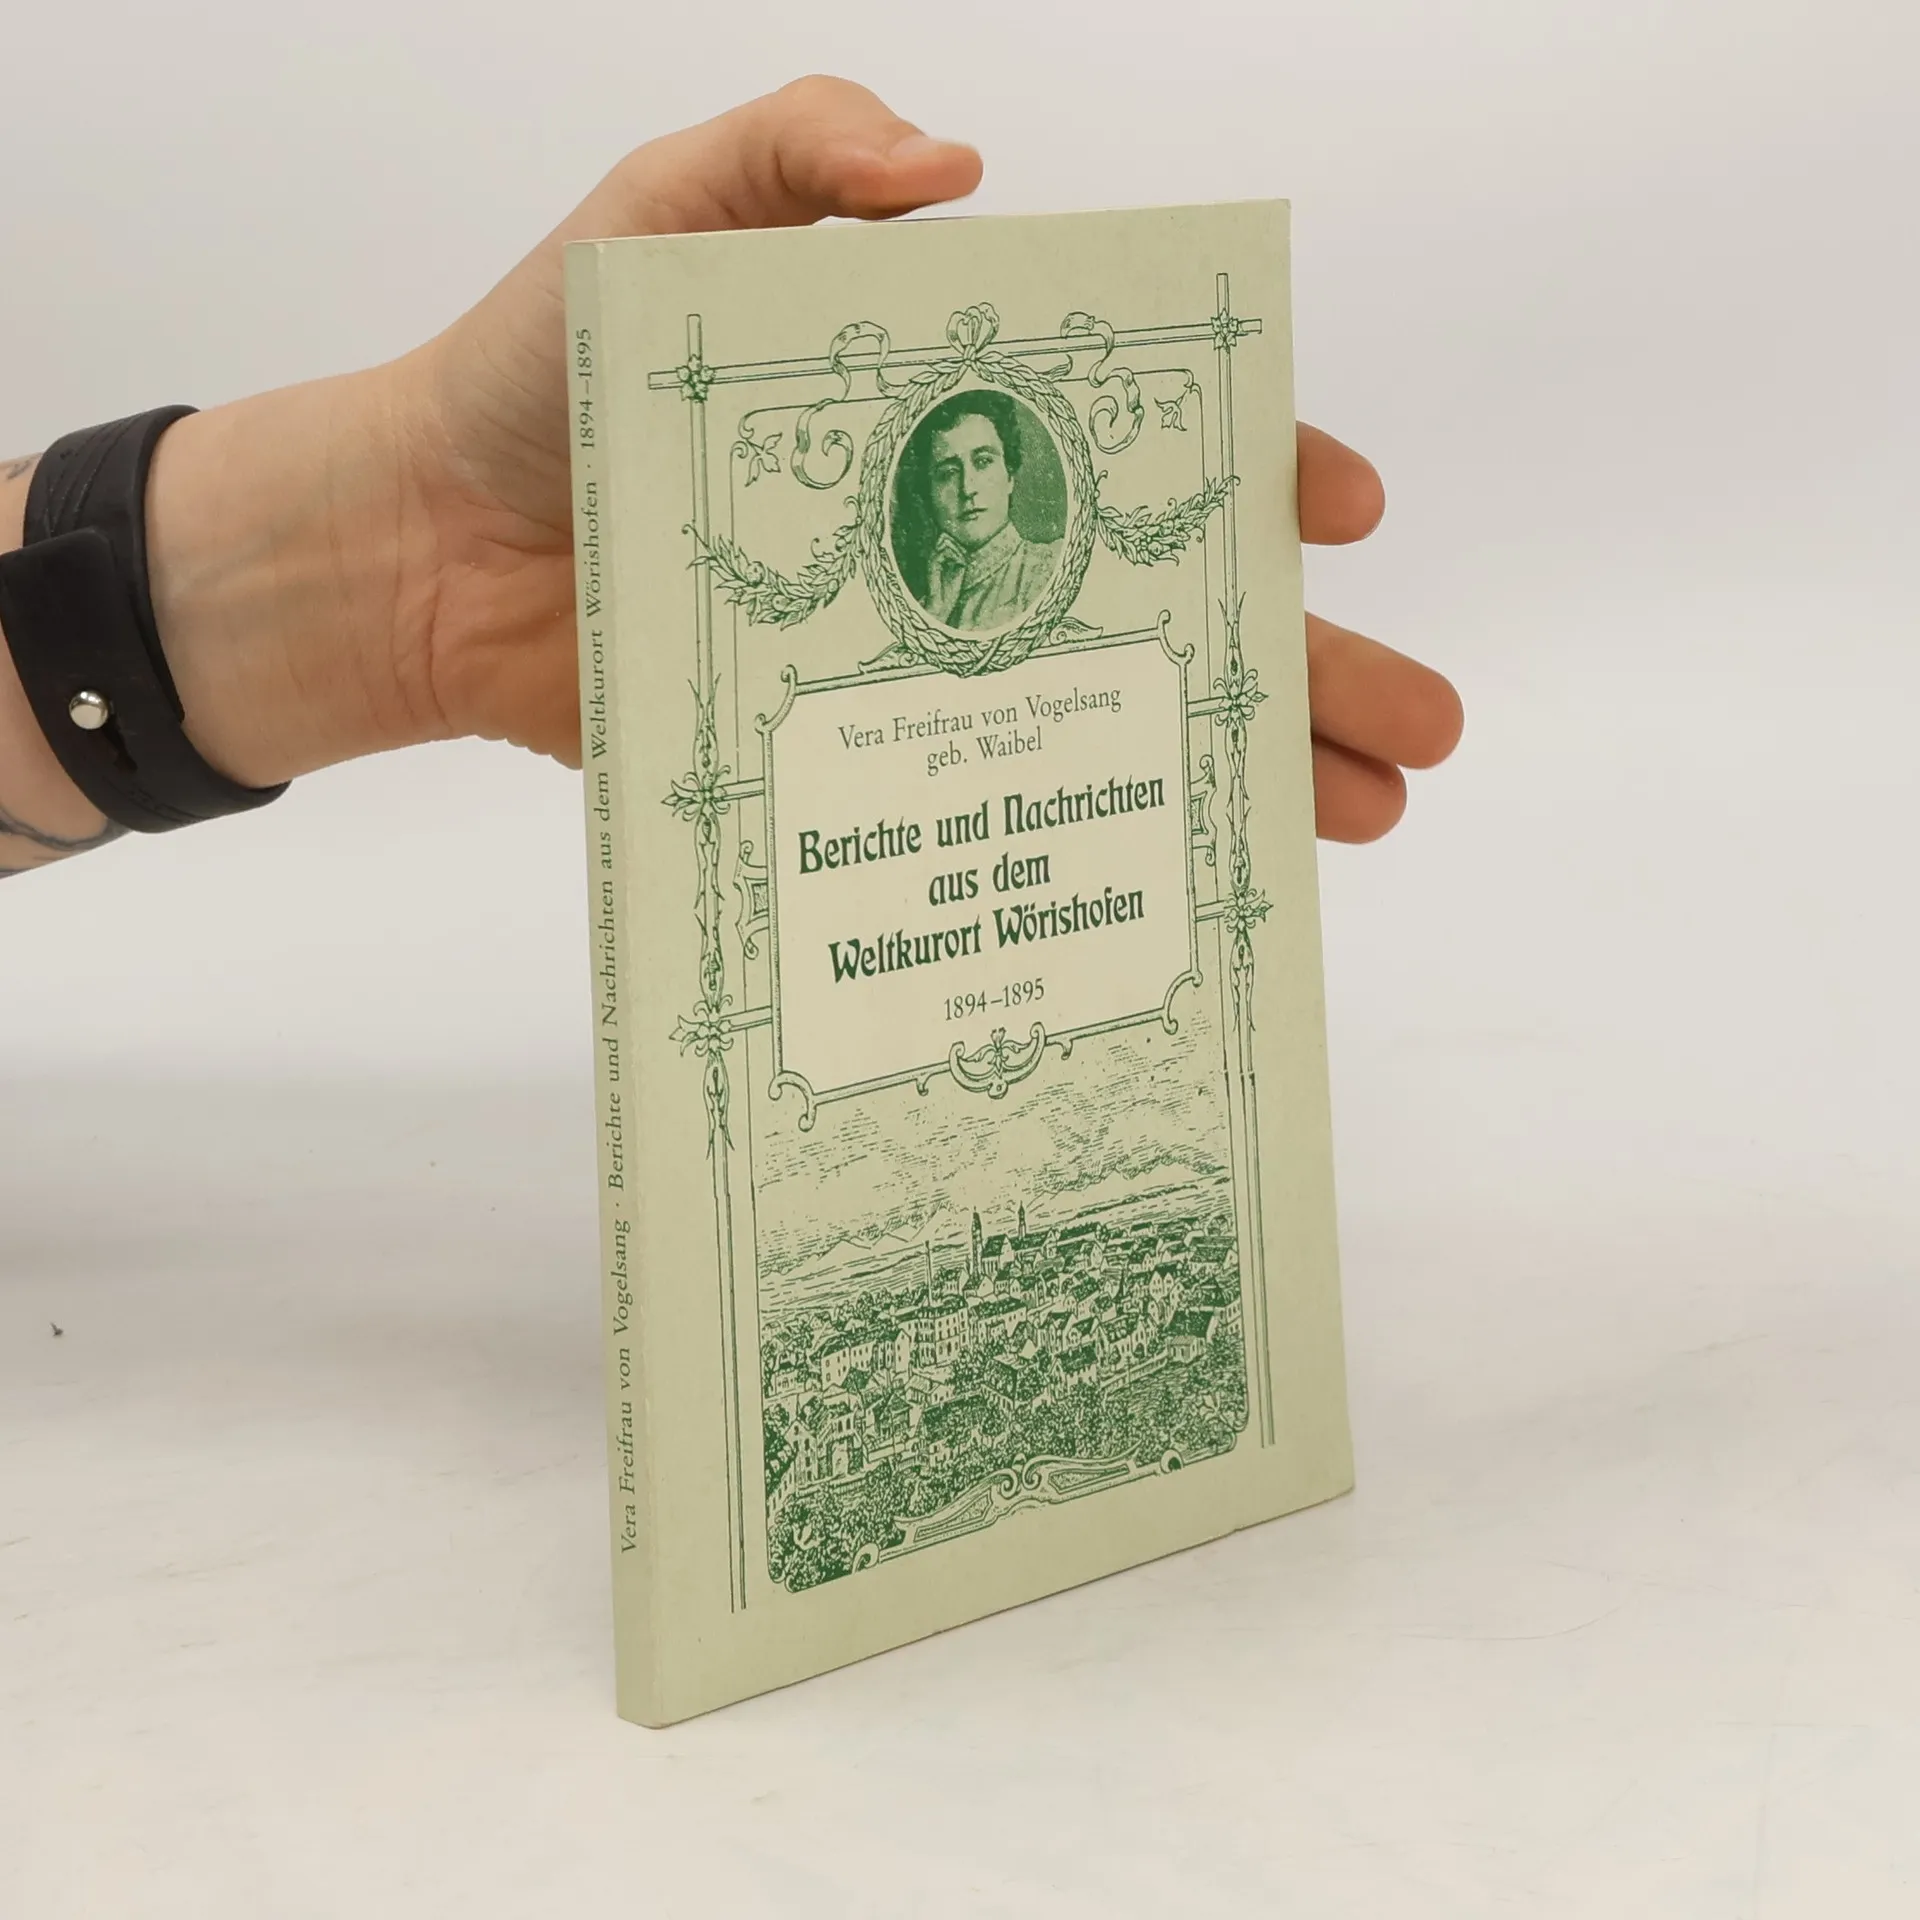 Vera Freifrau von Vogelsang · Berichte und Nachrichten aus dem Weltkurort Wörishofen · 1894–1895
Vera Freifrau von Vogelsang
geb. Waibel
Berichte und Nachrichten
aus dem
Weltkurort Wörishofen
1894–1895